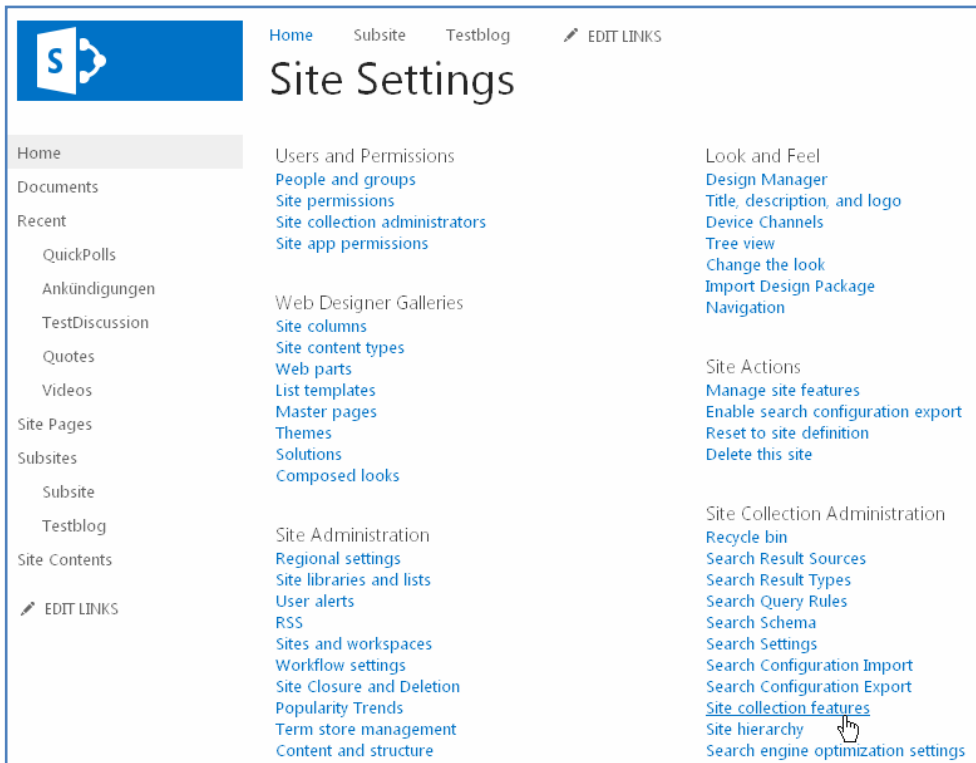 S
Home Subsite Testblog EDIT LINKS
Site Settings
Home
Documents
Recent
QuickPolls
Ankündigungen
TestDiscussion
Quotes
Videos
Site Pages
Subsites
Subsite
Testblog
Site Contents
EDIT LINKS
Users and Permissions
People and groups
Site permissions
Site collection administrators
Site app permissions
Web Designer Galleries
Site columns
Site content types
Web parts
List templates
Master pages
Themes
Solutions
Composed looks
Site Administration
Regional settings
Site libraries and lists
User alerts
RSS
Sites and workspaces
Workflow settings
Site Closure and Deletion
Popularity Trends
Term store management
Content and structure
Look and Feel
Design Manager
Title, description, and logo
Device Channels
Tree view
Change the look
Import Design Package
Navigation
Site Actions
Manage site features
Enable search configuration export
Reset to site definition
Delete this site
Site Collection Administration
Recycle bin
Search Result Sources
Search Result Types
Search Query Rules
Search Schema
Search Settings
Search Configuration Import
Search Configuration Export
Site collection features
Site hierarchy
Search engine optimization settings